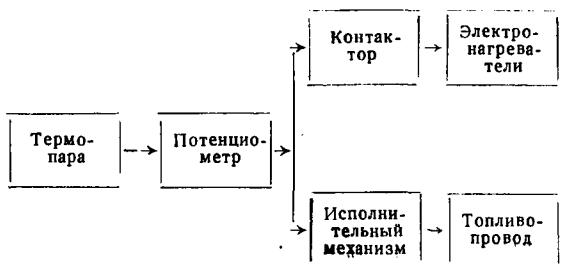 Контак-
тор
Электро-
нагрева-
тели
Термо-
пара
Потенцио-
метр
Исполни-
тельный
механизм
Топливо-
провод